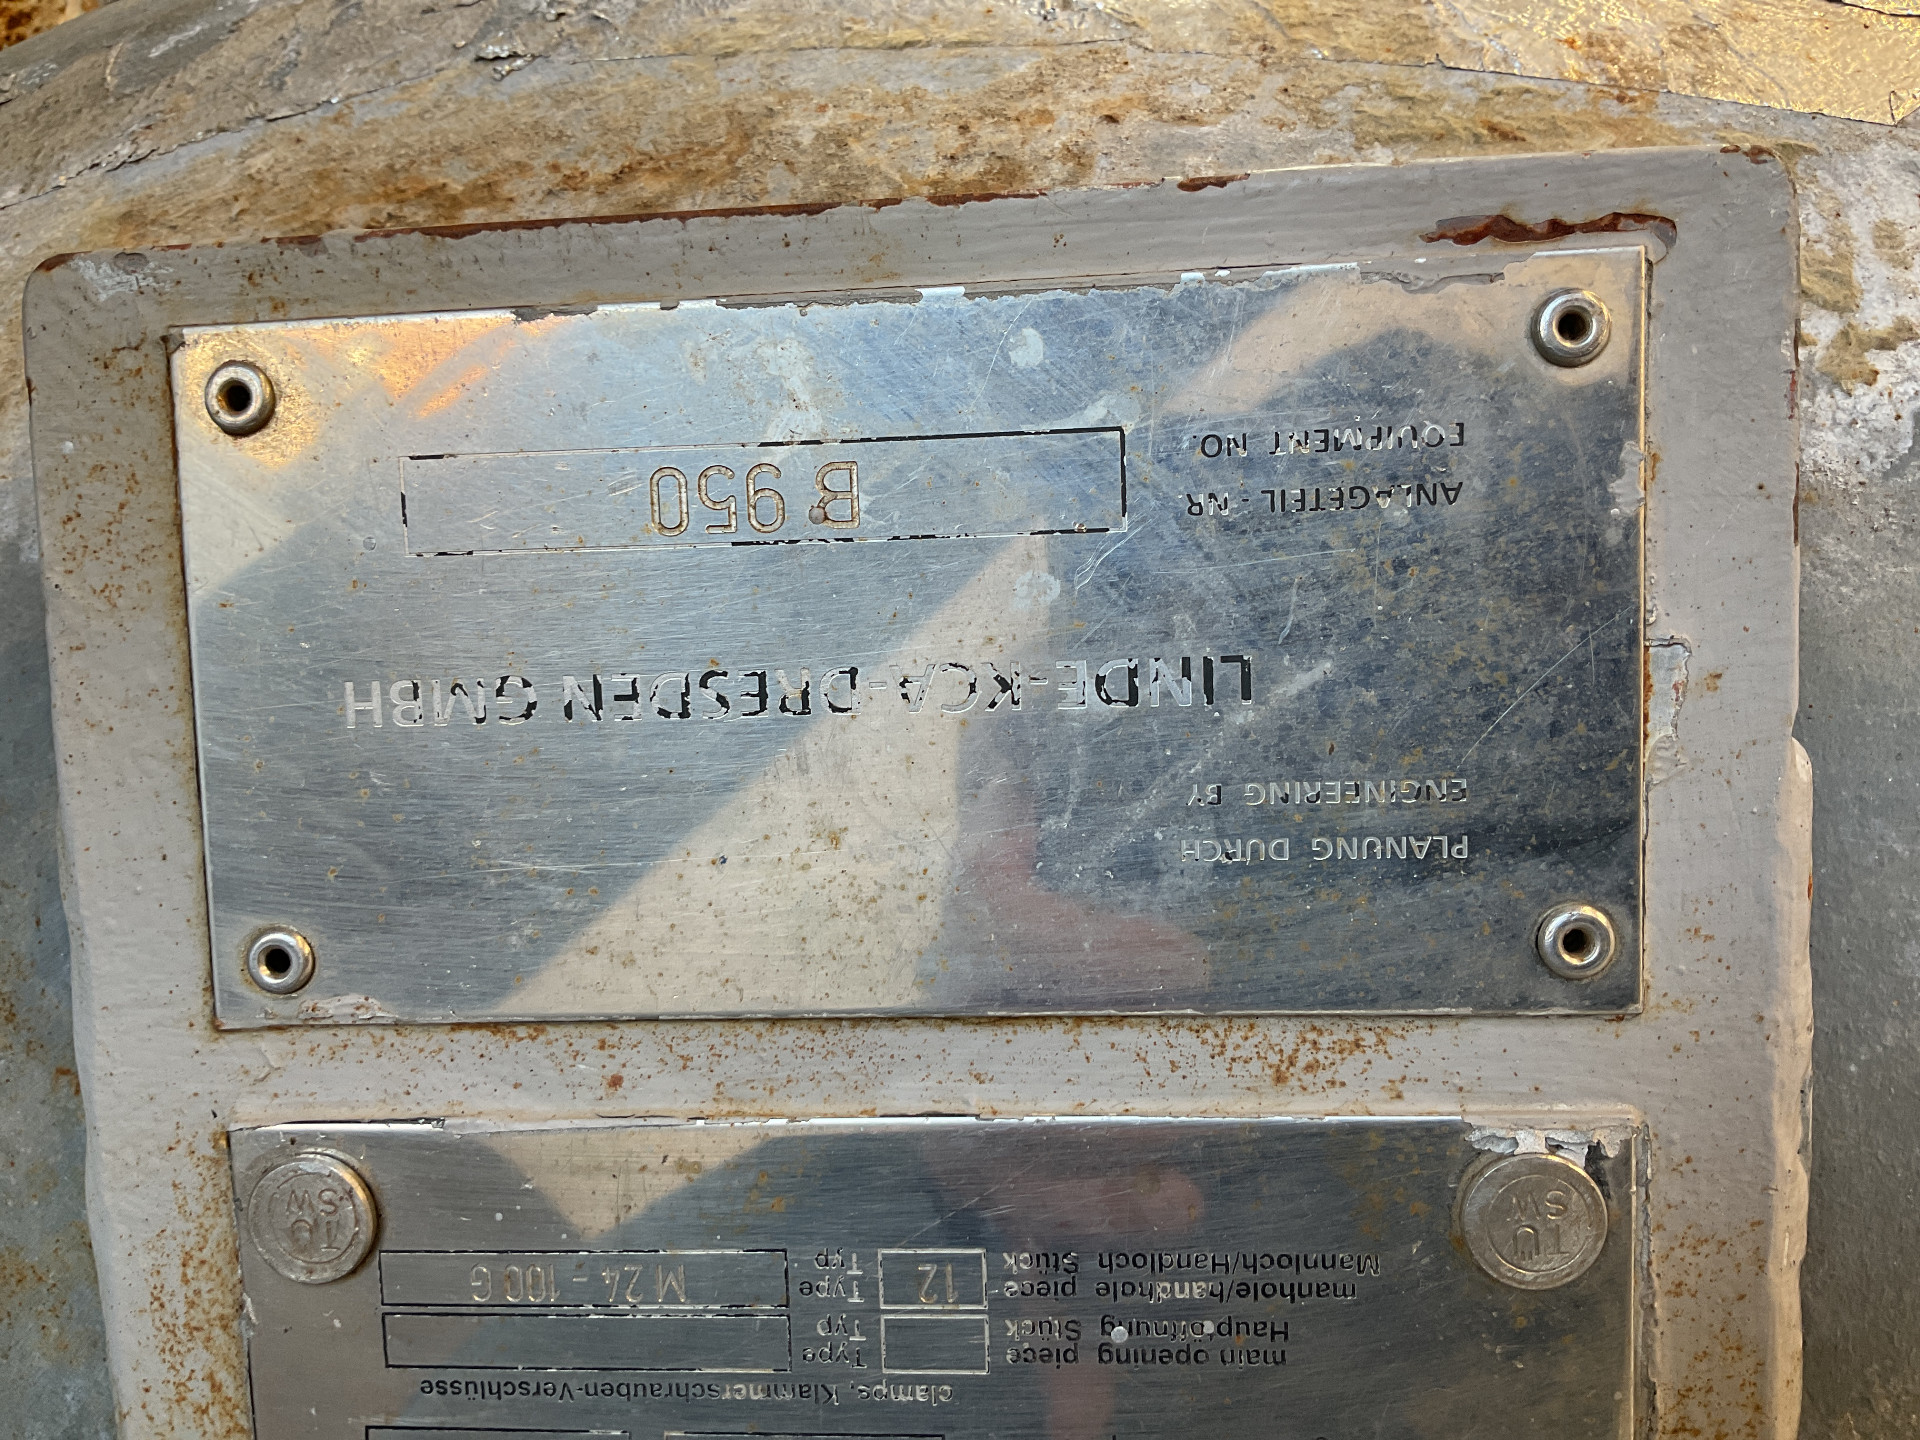 clamps, Klammerschrauben-Verschlüsse
main opening piece Type
Hauptöffnung Stück Typ
manhole/handhole piece 12 Type M 24 - 100 G
Mannloch/Handloch Stück Typ
TÜ
SW
TÜ
SW
PLANUNG DURCH
ENGINEERING BY
LINDE-KCA-DRESDEN GMBH
ANLAGETEIL - NR.
EQUIPMENT NO.
B 950